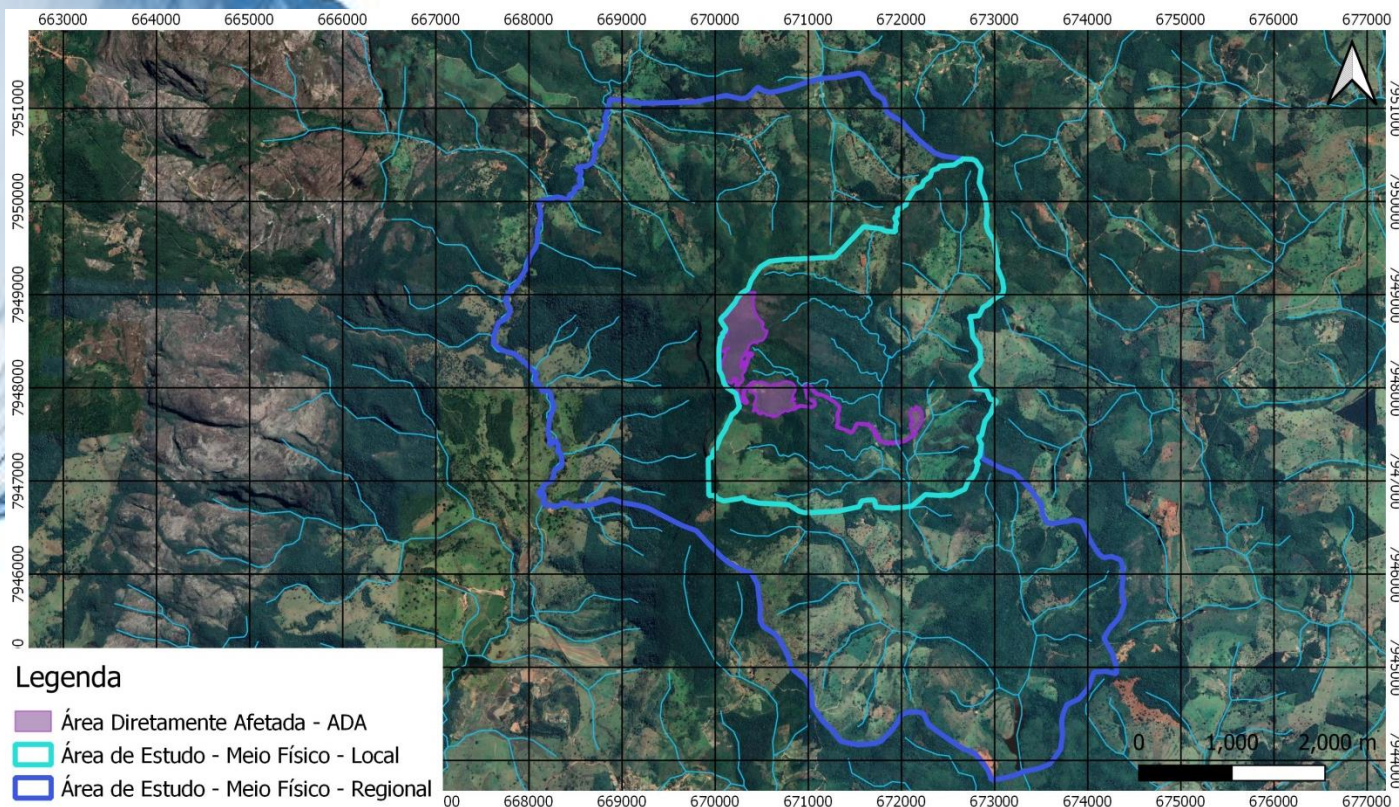 663000 664000 665000 666000 667000 668000 669000 670000 671000 672000 673000 674000 675000 676000 677000
7951000 7951000
7950000 7950000
7949000 7949000
7948000 7948000
7947000 7947000
7946000 7946000
0 7945000
Legenda
Área Diretamente Afetada - ADA
Área de Estudo - Meio Físico - Local
Área de Estudo - Meio Físico - Regional
0 1,000 2,000 m
7944000
00 668000 669000 670000 671000 672000 673000 674000 675000 676000 677000